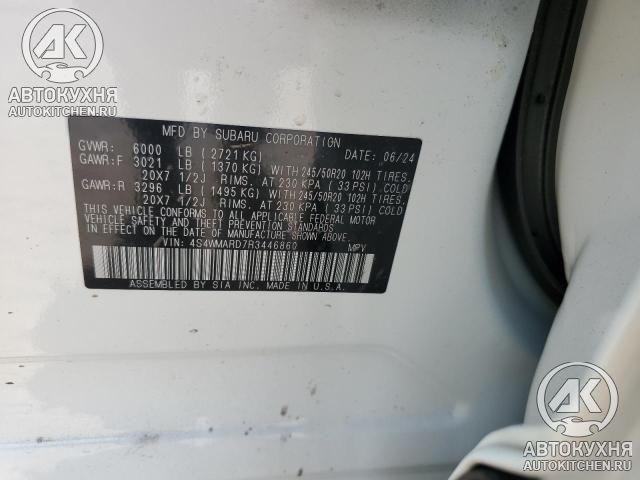 AK
АВТОКУХНЯ
AUTOKITCHEN.RU
MFD BY SUBARU CORPORATION
GVWR: 6000 LB ( 2721 KG) DATE: 06/24
GAWR:F 3021 LB ( 1370 KG) WITH 245/50R20 102H TIRES.
20X7 1/2J RIMS. AT 230 KPA ( 33 PSI) COLD
GAWR:R 3296 LB ( 1495 KG) WITH 245/50R20 102H TIRES.
20X7 1/2J RIMS. AT 230 KPA ( 33 PSI) COLD
THIS VEHICLE CONFORMS TO ALL APPLICABLE FEDERAL MOTOR
VEHICLE SAFETY, BUMPER, AND THEFT PREVENTION STANDARDS
IN EFFECT ON THE DATE OF MANUFACTURE SHOWN ABOVE.
VIN: 4S4WMARD7R3446860 MPV
ASSEMBLED BY SIA INC. MADE IN U.S.A.
AK
АВТОКУХНЯ
AUTOKITCHEN.RU